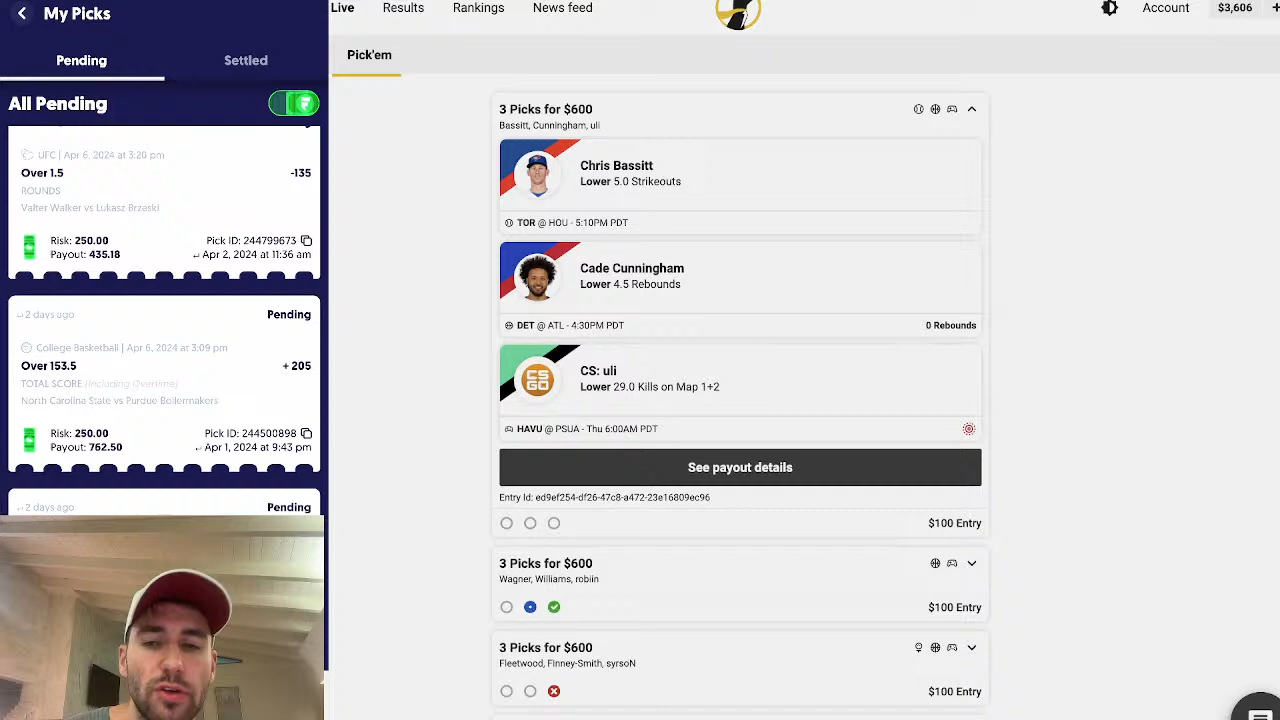 My Picks
Pending
Settled
All Pending
UFC | Apr 6, 2024 at 3:20 pm
Over 1.5
-135
ROUNDS
Valter Walker vs Lukasz Brzeski
Risk: 250.00
Pick ID: 244799673
Payout: 435.18
Apr 2, 2024 at 11:36 am
2 days ago
Pending
College Basketball | Apr 6, 2024 at 3:09 pm
Over 153.5
+ 205
TOTAL SCORE (Including Overtime)
North Carolina State vs Purdue Boilermakers
Risk: 250.00
Pick ID: 244500898
Payout: 762.50
Apr 1, 2024 at 9:43 pm
2 days ago
Pending
Live
Results
Rankings
News feed
Account
$3,606
Pick'em
3 Picks for $600
Bassitt, Cunningham, uli
Chris Bassitt
Lower 5.0 Strikeouts
TOR @ HOU - 5:10PM PDT
Cade Cunningham
Lower 4.5 Rebounds
DET @ ATL - 4:30PM PDT
0 Rebounds
CS GO
CS: uli
Lower 29.0 Kills on Map 1+2
HAVU @ PSUA - Thu 6:00AM PDT
See payout details
Entry Id: ed9ef254-df26-47c8-a472-23e16809ec96
$100 Entry
3 Picks for $600
Wagner, Williams, robiin
$100 Entry
3 Picks for $600
Fleetwood, Finney-Smith, syrsoN
$100 Entry